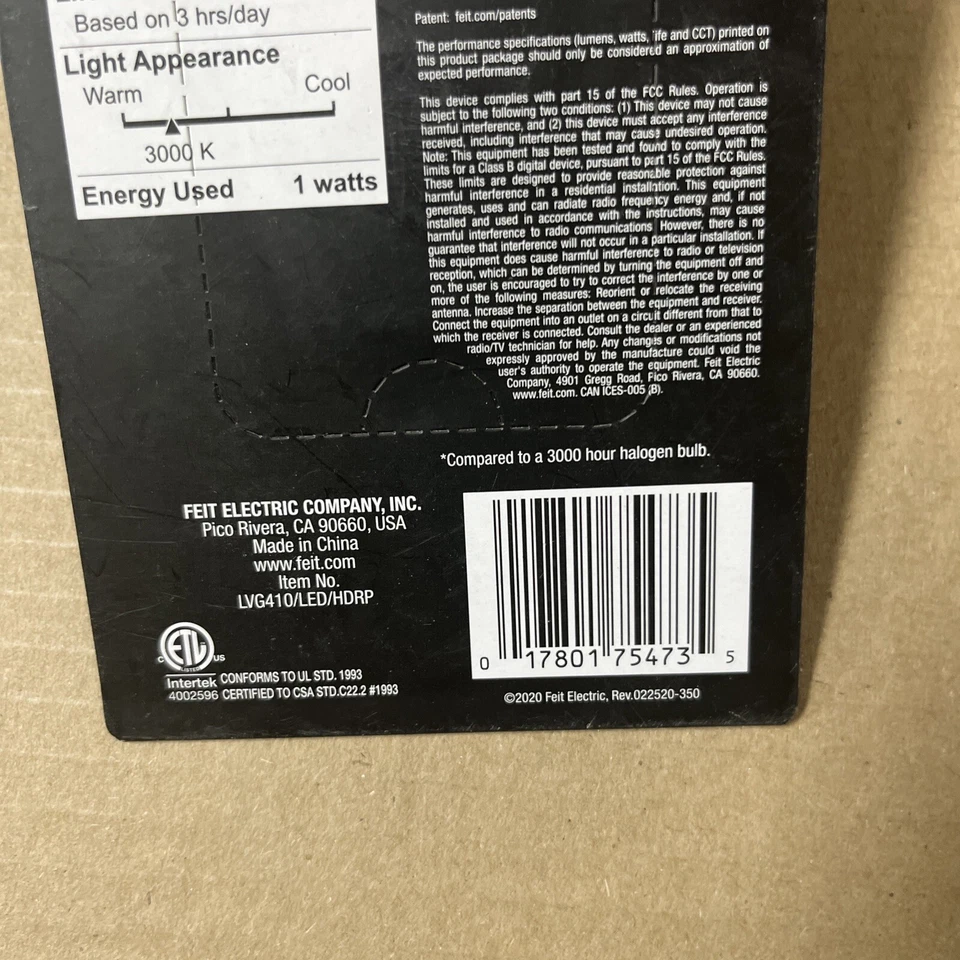 Based on 3 hrs/day
Light Appearance
Warm Cool
3000 K
Energy Used 1 watts
Patent: feit.com/patents
The performance specifications (lumens, watts, life and CCT) printed on
this product package should only be considered an approximation of
expected performance.
This device complies with part 15 of the FCC Rules. Operation is
subject to the following two conditions: (1) This device may not cause
harmful interference, and (2) this device must accept any interference
received, including interference that may cause undesired operation.
Note: This equipment has been tested and found to comply with the
limits for a Class B digital device, pursuant to part 15 of the FCC Rules.
These limits are designed to provide reasonable protection against
harmful interference in a residential installation. This equipment
generates, uses and can radiate radio frequency energy and, if not
installed and used in accordance with the instructions, may cause
harmful interference to radio communications However, there is no
guarantee that interference will not occur in a particular installation. If
this equipment does cause harmful interference to radio or television
reception, which can be determined by turning the equipment off and
on, the user is encouraged to try to correct the interference by one or
more of the following measures: Reorient or relocate the receiving
antenna. Increase the separation between the equipment and receiver.
Connect the equipment into an outlet on a circuit different from that to
which the receiver is connected. Consult the dealer or an experienced
radio/TV technician for help. Any changes or modifications not
expressly approved by the manufacture could void the
user's authority to operate the equipment. Feit Electric
Company, 4901 Gregg Road, Pico Rivera, CA 90660.
www.feit.com. CAN ICES-005 (B).
*Compared to a 3000 hour halogen bulb.
FEIT ELECTRIC COMPANY, INC.
Pico Rivera, CA 90660, USA
Made in China
www.feit.com
Item No.
LVG410/LED/HDRP
C ETL US
LISTED
Intertek CONFORMS TO UL STD. 1993
4002596 CERTIFIED TO CSA STD.C22.2 #1993
0 17801 75473 5
©2020 Feit Electric, Rev.022520-350